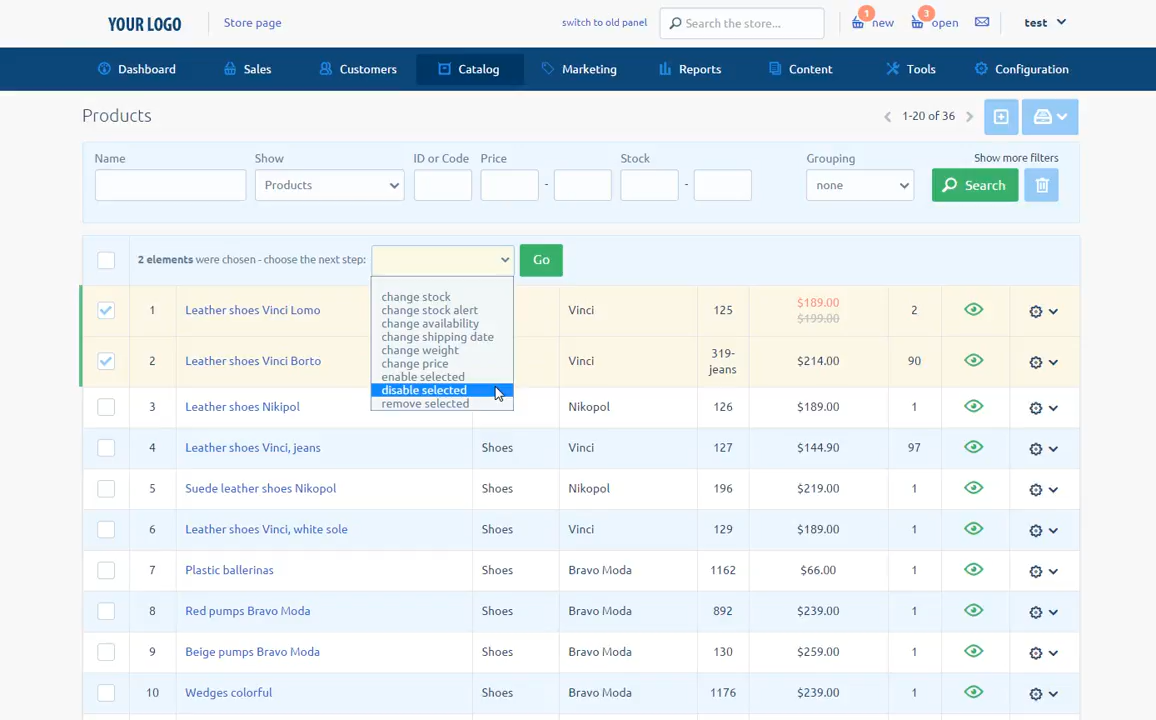 YOUR LOGO
Store page
switch to old panel
Search the store...
1
new
3
open
test
Dashboard
Sales
Customers
Catalog
Marketing
Reports
Content
Tools
Configuration
Products
1-20 of 36
Name
Show
ID or Code
Price
Stock
Grouping
Show more filters
Products
-
-
none
Search
2 elements were chosen - choose the next step:
Go
change stock
change stock alert
change availability
change shipping date
change weight
change price
enable selected
disable selected
remove selected
1 Leather shoes Vinci Lomo Vinci 125 $189.00 $199.00 2
2 Leather shoes Vinci Borto Vinci 319-jeans $214.00 90
3 Leather shoes Nikipol Nikopol 126 $189.00 1
4 Leather shoes Vinci, jeans Shoes Vinci 127 $144.90 97
5 Suede leather shoes Nikopol Shoes Nikopol 196 $219.00 1
6 Leather shoes Vinci, white sole Shoes Vinci 129 $189.00 1
7 Plastic ballerinas Shoes Bravo Moda 1162 $66.00 1
8 Red pumps Bravo Moda Shoes Bravo Moda 892 $239.00 1
9 Beige pumps Bravo Moda Shoes Bravo Moda 130 $259.00 1
10 Wedges colorful Shoes Bravo Moda 1176 $239.00 1